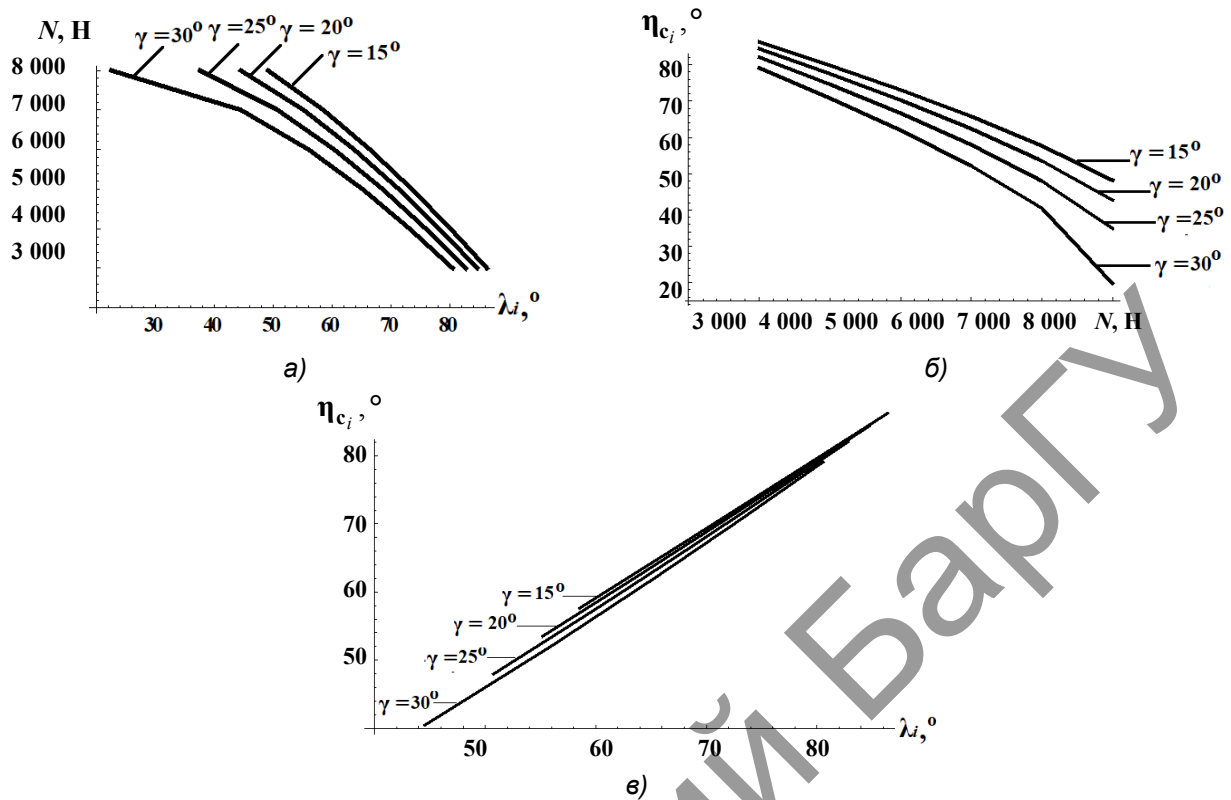 N, Н
γ = 30° γ = 25° γ = 20°
γ = 15°
8 000
7 000
6 000
5 000
4 000
3 000
30 40 50 60 70 80
λi,°
а)
ηci, °
80
70
60
50
40
30
20
γ = 15°
γ = 20°
γ = 25°
γ = 30°
3 000 4 000 5 000 6 000 7 000 8 000 N, Н
б)
ηci, °
80
70
60
50
γ = 15°
γ = 20°
γ = 25°
γ = 30°
50 60 70 80
λi,°
в)
ий БарГУ